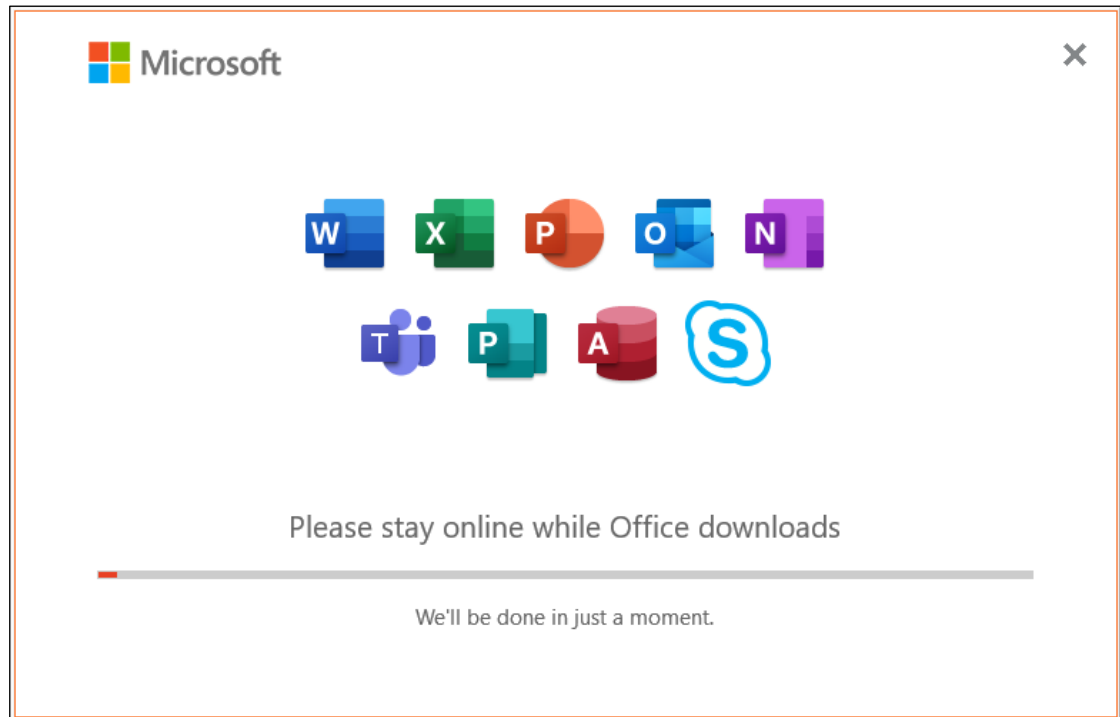 Microsoft
W X P O N
T P A S
Please stay online while Office downloads
We'll be done in just a moment.